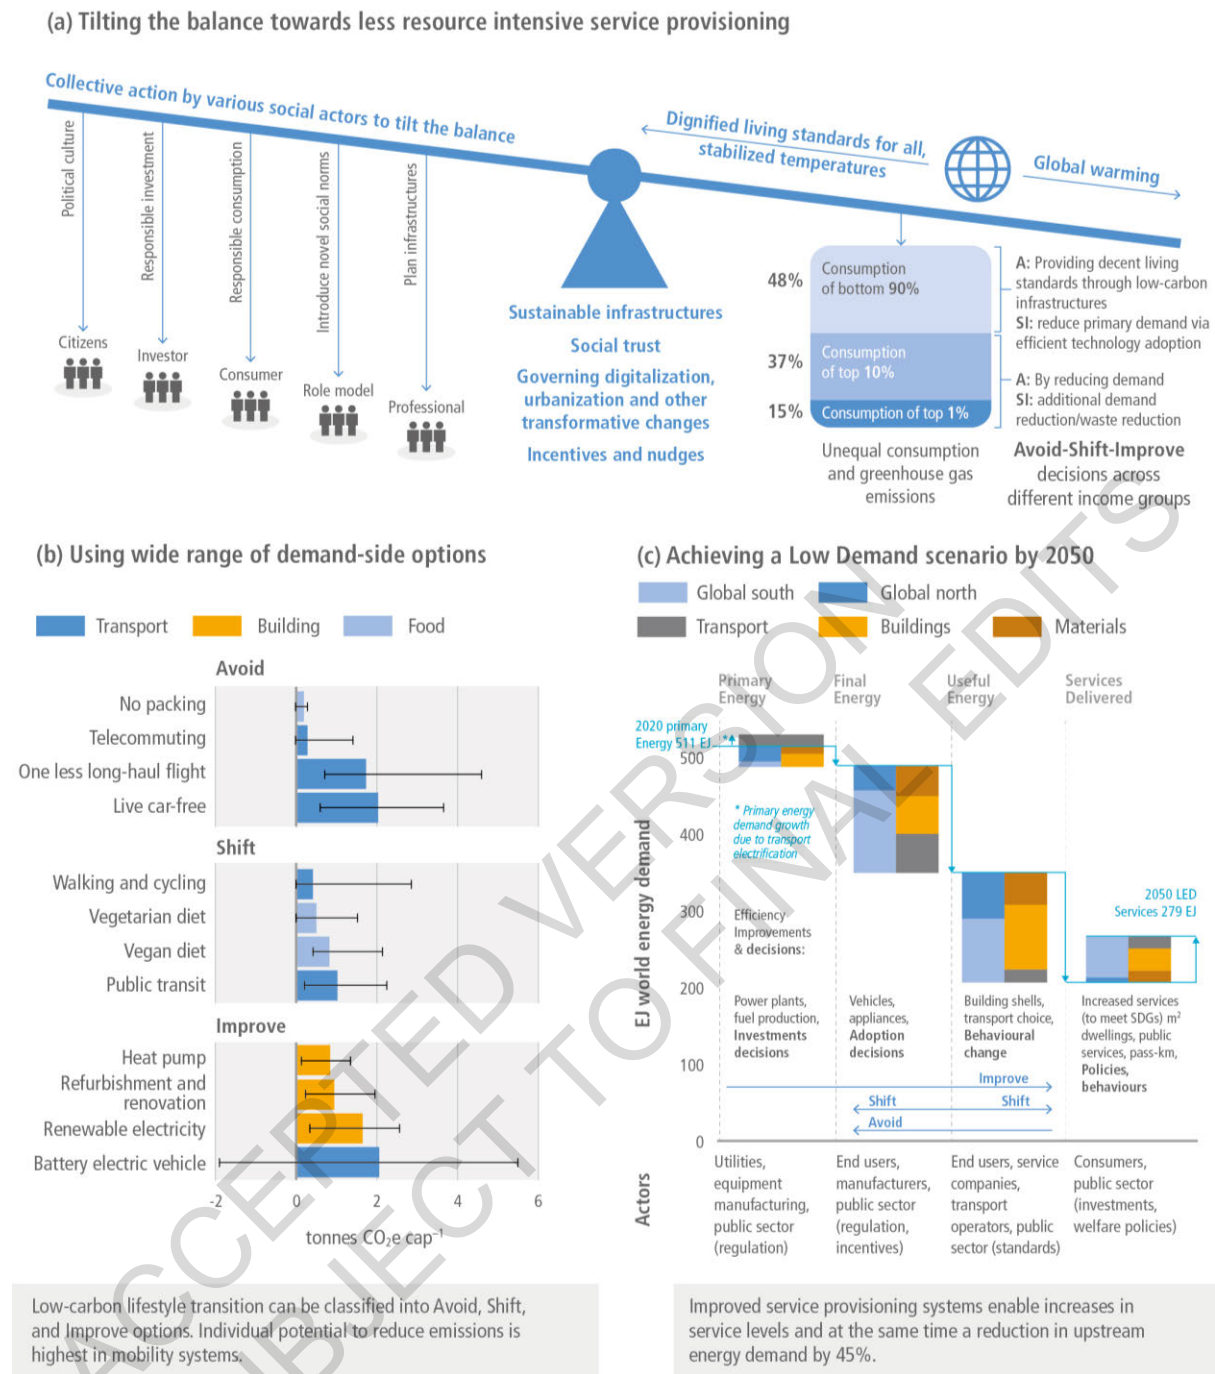 (a) Tilting the balance towards less resource intensive service provisioning
Collective action by various social actors to tilt the balance
Dignified living standards for all,
stabilized temperatures
Global warming
Political culture
Responsible investment
Responsible consumption
Introduce novel social norms
Plan infrastructures
Citizens
Investor
Consumer
Role model
Professional
Sustainable infrastructures
Social trust
Governing digitalization,
urbanization and other
transformative changes
Incentives and nudges
48%
Consumption
of bottom 90%
37%
Consumption
of top 10%
15%
Consumption of top 1%
Unequal consumption
and greenhouse gas
emissions
A: Providing decent living
standards through low-carbon
infrastructures
SI: reduce primary demand via
efficient technology adoption
A: By reducing demand
SI: additional demand
reduction/waste reduction
Avoid-Shift-Improve
decisions across
different income groups
(b) Using wide range of demand-side options
Transport
Building
Food
Avoid
No packing
Telecommuting
One less long-haul flight
Live car-free
Shift
Walking and cycling
Vegetarian diet
Vegan diet
Public transit
Improve
Heat pump
Refurbishment and
renovation
Renewable electricity
Battery electric vehicle
-2
0
2
4
6
tonnes CO₂e cap⁻¹
Low-carbon lifestyle transition can be classified into Avoid, Shift,
and Improve options. Individual potential to reduce emissions is
highest in mobility systems.
(c) Achieving a Low Demand scenario by 2050
Global south
Global north
Transport
Buildings
Materials
Primary
Energy
Final
Energy
Useful
Energy
Services
Delivered
2020 primary
Energy 511 EJ
*
500
400
300
200
100
0
EJ world energy demand
* Primary energy
demand growth
due to transport
electrification
2050 LED
Services 279 EJ
Efficiency
Improvements
& decisions:
Power plants,
fuel production,
Investments
decisions
Vehicles,
appliances,
Adoption
decisions
Building shells,
transport choice,
Behavioural
change
Increased services
(to meet SDGs) m²
dwellings, public
services, pass-km,
Policies,
behaviours
Improve
Shift
Shift
Avoid
Actors
Utilities,
equipment
manufacturing,
public sector
(regulation)
End users,
manufacturers,
public sector
(regulation,
incentives)
End users, service
companies,
transport
operators, public
sector (standards)
Consumers,
public sector
(investments,
welfare policies)
Improved service provisioning systems enable increases in
service levels and at the same time a reduction in upstream
energy demand by 45%.
ACCEPTED VERSION
SUBJECT TO FINAL EDITS